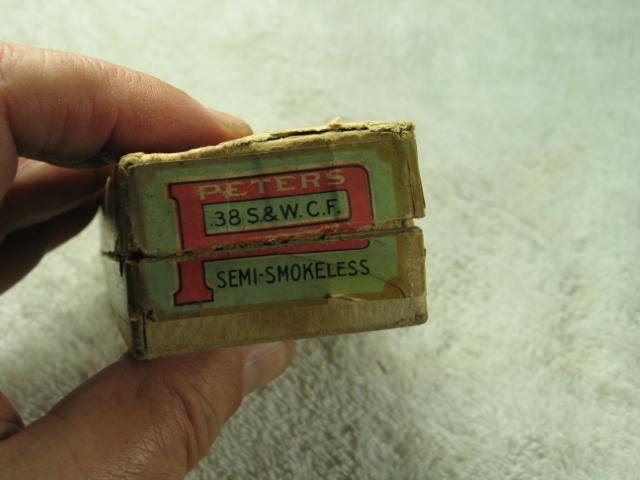 PETERS
.38 S.&W. C.F.
SEMI-SMOKELESS